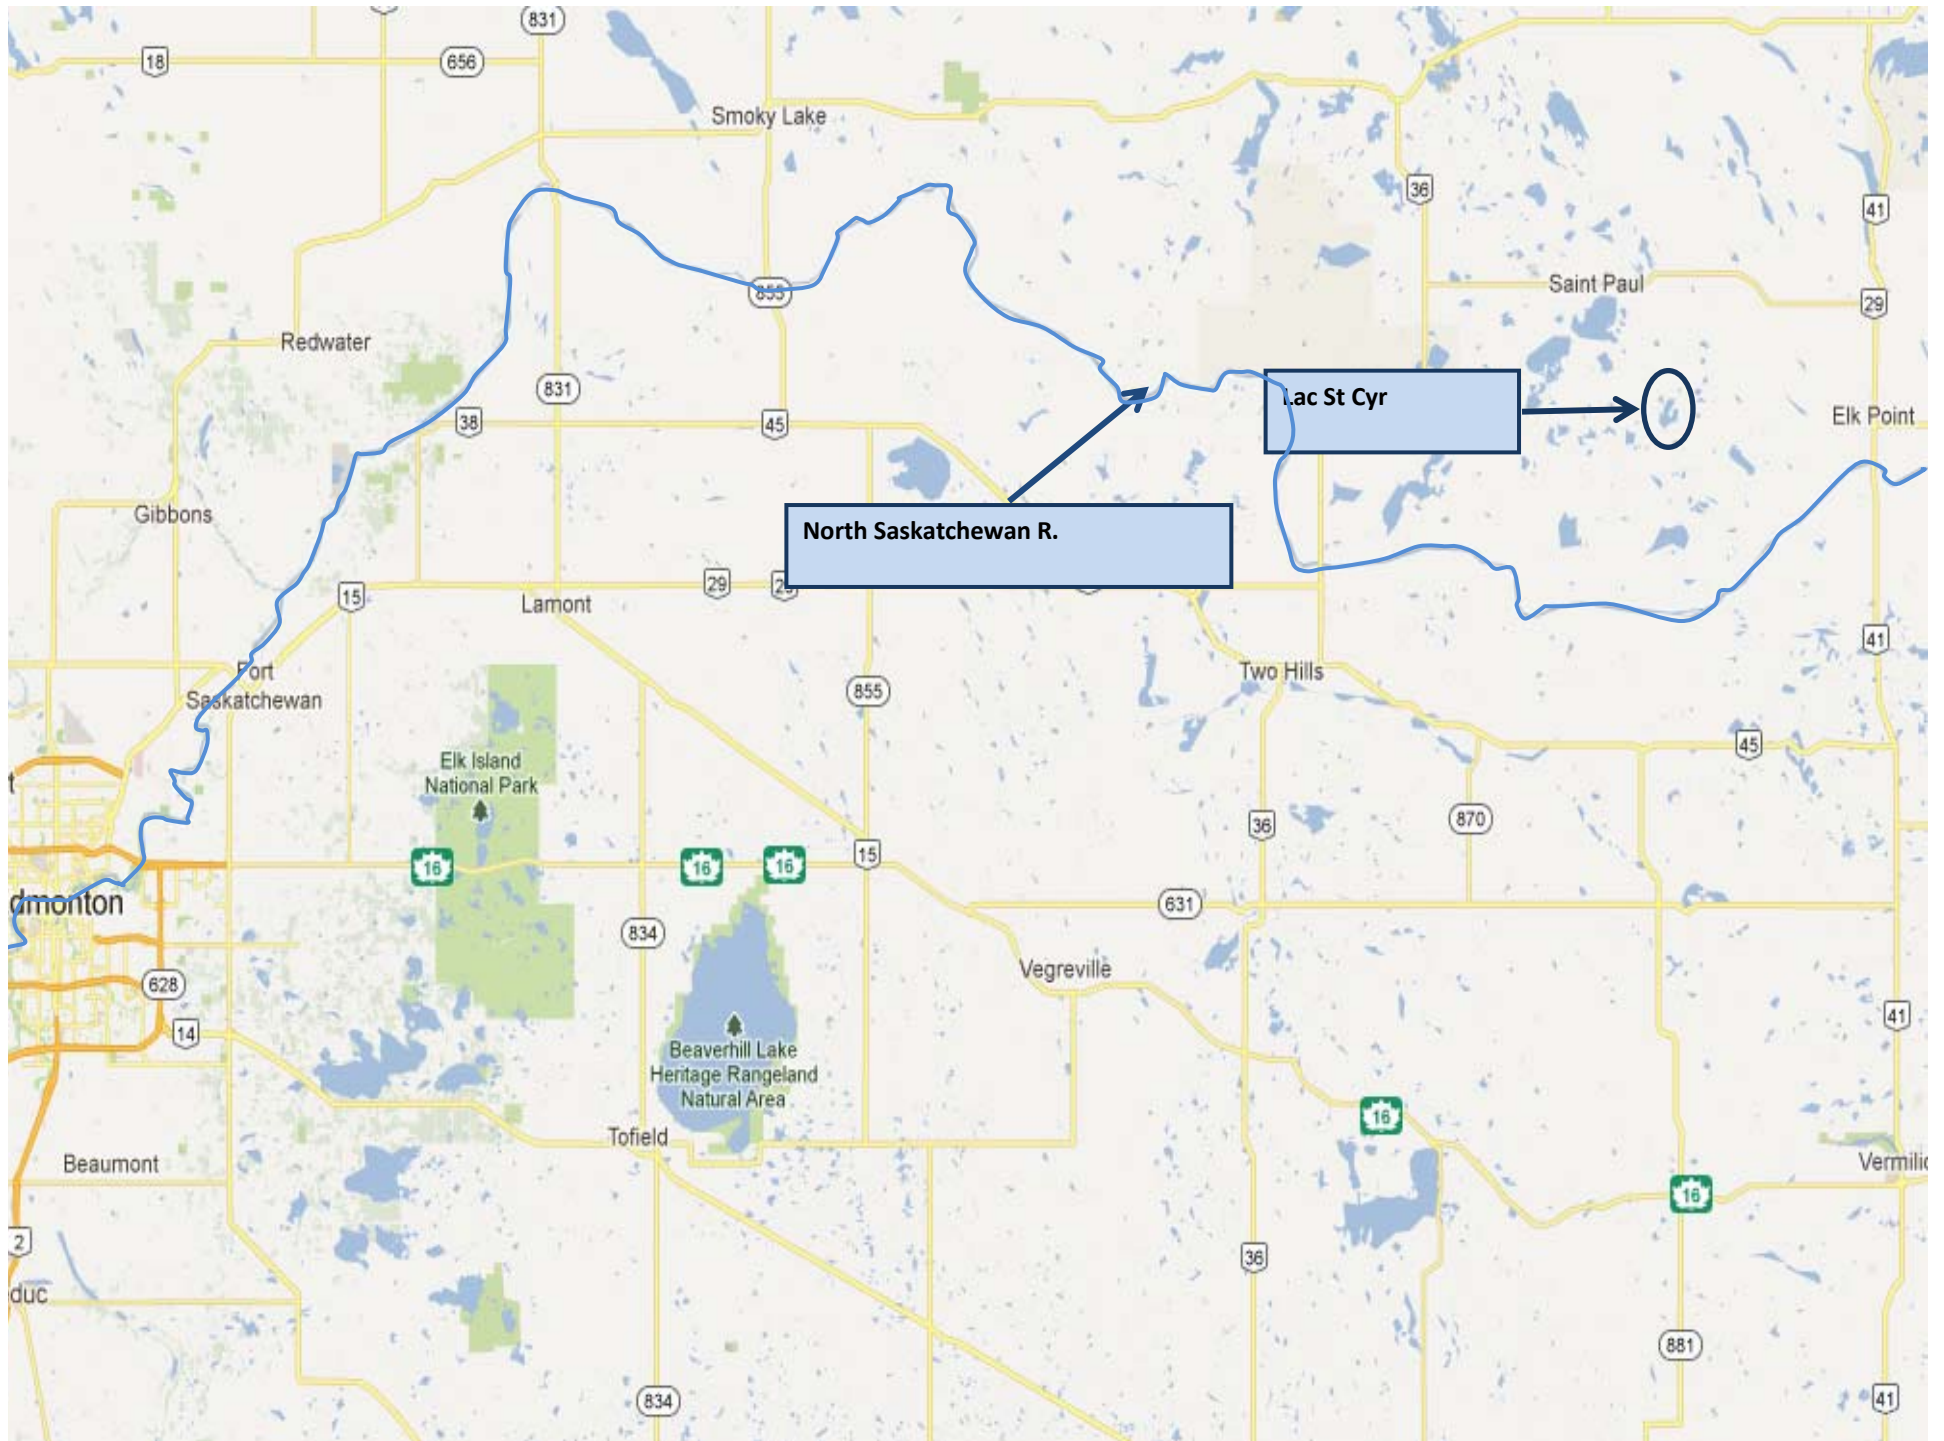 831
18
656
Smoky Lake
36
41
Saint Paul
855
29
Redwater
831
Lac St Cyr
38
45
Elk Point
Gibbons
North Saskatchewan R.
15
Lamont
29
29
41
Fort
Saskatchewan
Two Hills
855
45
Elk Island
National Park
36
870
16
16
16
15
dmonton
631
834
Vegreville
628
14
41
Beaverhill Lake
Heritage Rangeland
Natural Area
16
Tofield
Beaumont
Vermilio
16
2
36
duc
881
834
41